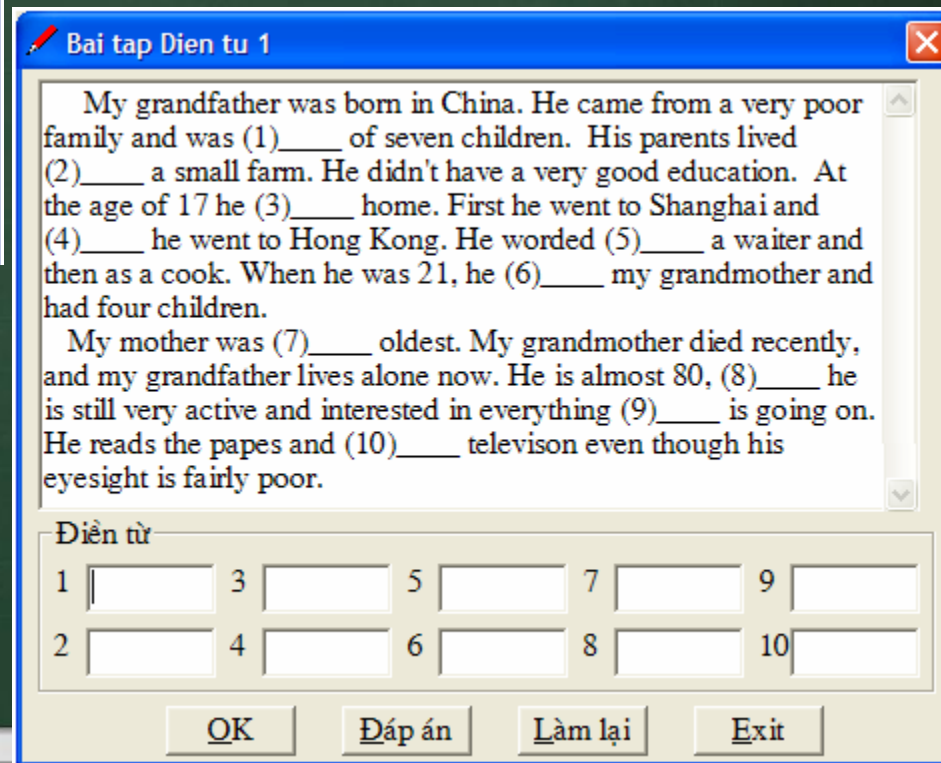 Bai tap Dien tu 1
My grandfather was born in China. He came from a very poor
family and was (1)____ of seven children. His parents lived
(2)____ a small farm. He didn't have a very good education. At
the age of 17 he (3)____ home. First he went to Shanghai and
(4)____ he went to Hong Kong. He worded (5)____ a waiter and
then as a cook. When he was 21, he (6)____ my grandmother and
had four children.
My mother was (7)____ oldest. My grandmother died recently,
and my grandfather lives alone now. He is almost 80, (8)____ he
is still very active and interested in everything (9)____ is going on.
He reads the papes and (10)____ televison even though his
eyesight is fairly poor.
Điền từ
1 3 5 7 9
2 4 6 8 10
OK Đáp án Làm lại Exit